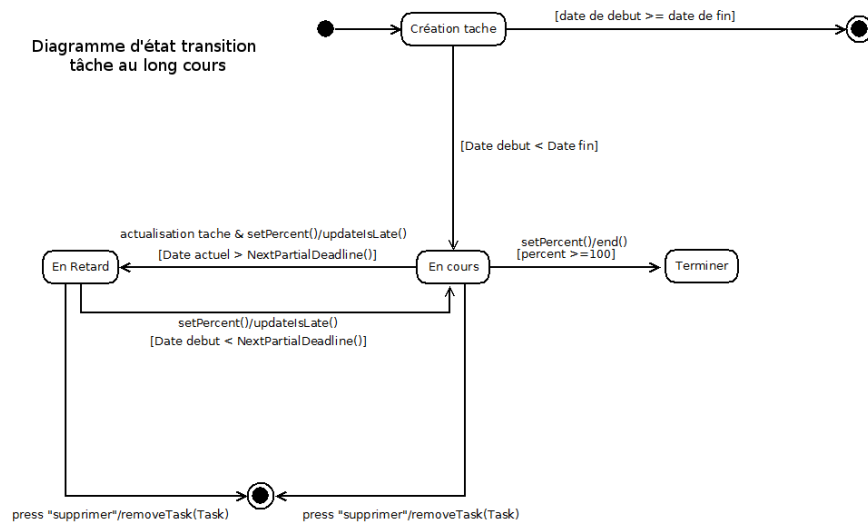 Diagramme d'état transition
tâche au long cours
Création tache
[date de debut >= date de fin]
[Date debut < Date fin]
actualisation tache & setPercent()/updateIsLate()
[Date actuel > NextPartialDeadline()]
setPercent()/end()
[percent >=100]
En Retard
En cours
Terminer
setPercent()/updateIsLate()
[Date debut < NextPartialDeadline()]
press "supprimer"/removeTask(Task)
press "supprimer"/removeTask(Task)